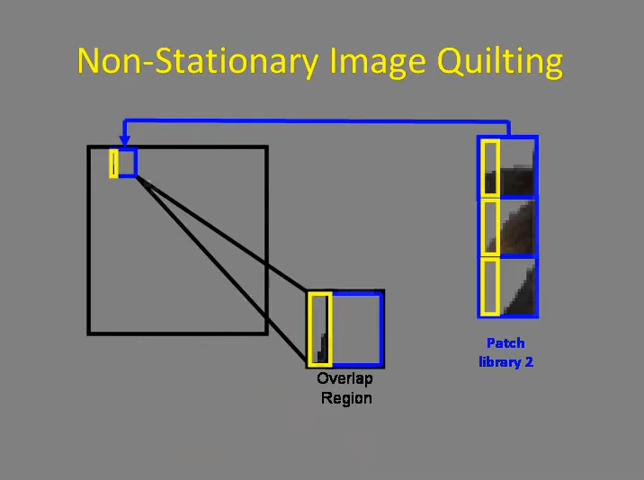 Non-Stationary Image Quilting
Patch
library 2
Overlap
Region